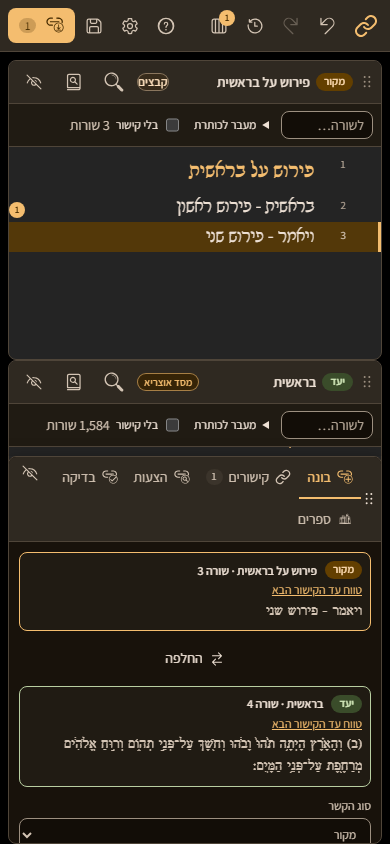 1
1
מקור פירוש על בראשית קבצים
לשורה... מעבר לכותרת בלי קישור 3 שורות
1 פירוש על בראשית
2 בראשית - פירוש ראשון 1
3 ויאמר - פירוש שני
יעד בראשית מסד אוצריא
לשורה... מעבר לכותרת בלי קישור 1,584 שורות
בונה קישורים 1 הצעות בדיקה
ספרים
מקור פירוש על בראשית · שורה 3
טווח עד הקישור הבא
ויאמר - פירוש שני
החלפה
יעד בראשית · שורה 4
טווח עד הקישור הבא
(ב) וְהָאָ֗רֶץ הָיְתָ֥ה תֹ֙הוּ֙ וָבֹ֔הוּ וְחֹ֖שֶׁךְ עַל־פְּנֵ֣י תְה֑וֹם וְר֣וּחַ אֱלֹהִ֔ים
מְרַחֶ֖פֶת עַל־פְּנֵ֥י הַמָּֽיִם:
סוג הקשר
מקור